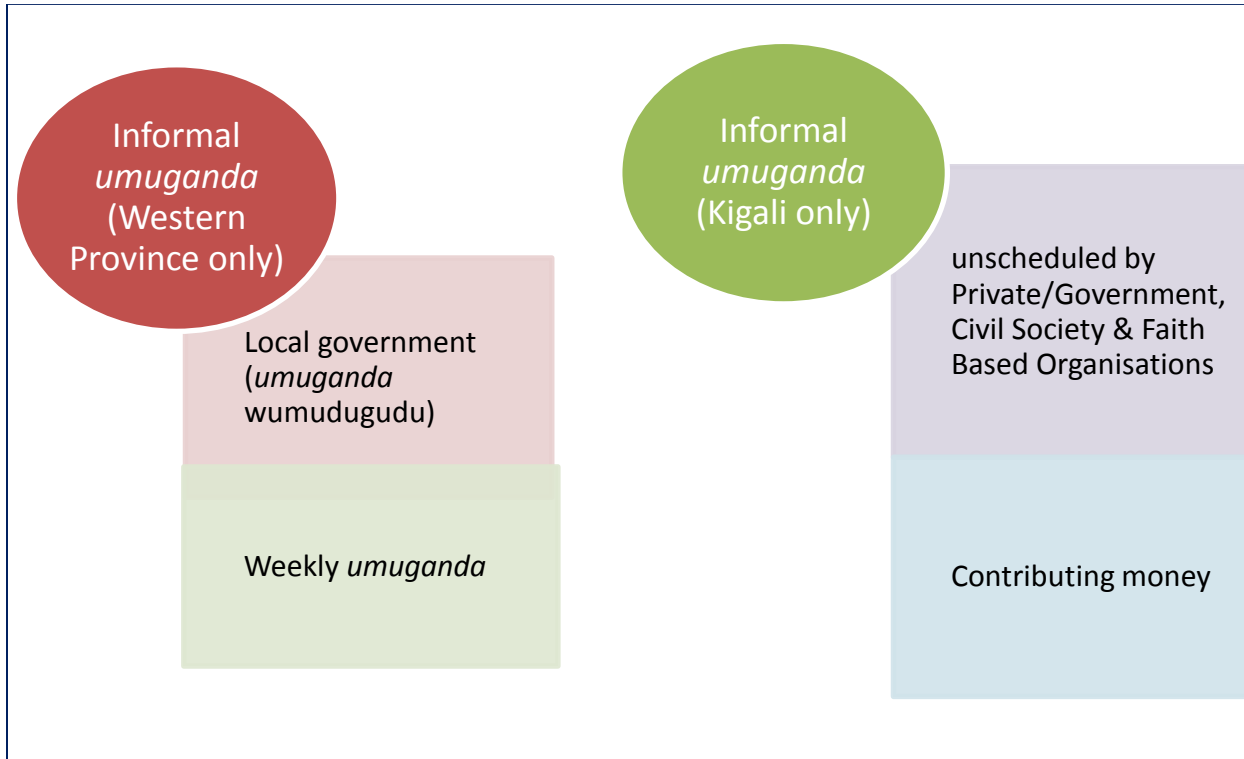 Informal
umuganda
(Western
Province only)
Local government
(umuganda
wumudugudu)
Weekly umuganda
Informal
umuganda
(Kigali only)
unscheduled by
Private/Government,
Civil Society & Faith
Based Organisations
Contributing money